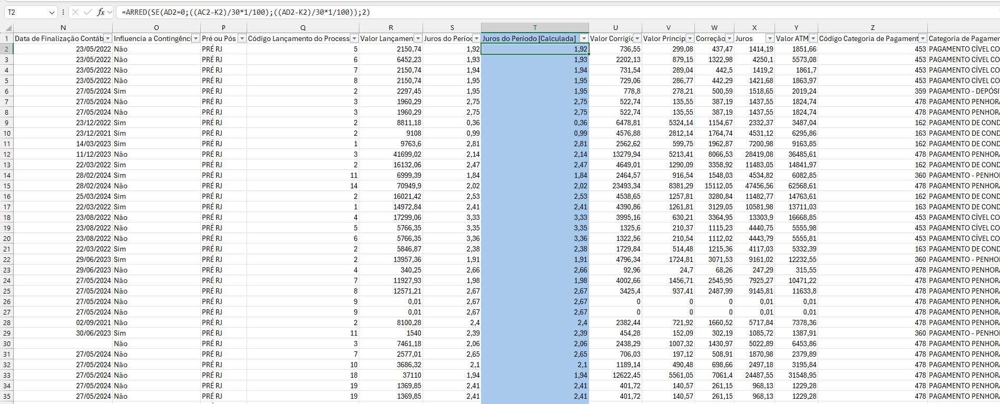 T2 fx =ARRED(SE(AD2=0;((AC2-K2)/30*1/100);((AD2-K2)/30*1/100));2)
N O P Q R S T U V W X Y Z
1 Data de Finalização Contáb Influencia a Contingênci Pré ou Pós Código Lançamento do Process Valor Lançamen Juros do Períoc Juros do Período [Calculada] Valor Corrigic Valor Princip Correção Juros Valor ATM Código Categoria de Pagament Categoria de Pagamen
2 23/05/2022 Não PRÉ RJ 5 2150,74 1,92 1,92 736,55 299,08 437,47 1414,19 1851,66 453 PAGAMENTO CÍVEL CO
3 23/05/2022 Não PRÉ RJ 6 6452,23 1,93 1,93 2202,13 879,15 1322,98 4250,1 5573,08 453 PAGAMENTO CÍVEL CO
4 23/05/2022 Não PRÉ RJ 7 2150,74 1,94 1,94 731,54 289,04 442,5 1419,2 1861,7 453 PAGAMENTO CÍVEL CO
5 23/05/2022 Não PRÉ RJ 8 2150,74 1,95 1,95 729,06 286,77 442,29 1421,68 1863,97 453 PAGAMENTO CÍVEL CO
6 27/05/2024 Sim PRÉ RJ 2 2297,45 1,95 1,95 778,8 278,21 500,59 1518,65 2019,24 359 PAGAMENTO - DEPÓSI
7 27/05/2024 Não PRÉ RJ 3 1960,29 2,75 2,75 522,74 135,55 387,19 1437,55 1824,74 478 PAGAMENTO PENHORA
8 27/05/2024 Não PRÉ RJ 3 1960,29 2,75 2,75 522,74 135,55 387,19 1437,55 1824,74 478 PAGAMENTO PENHORA
9 23/12/2022 Sim PRÉ RJ 2 8811,18 0,36 0,36 6478,81 5324,14 1154,67 2332,37 3487,04 162 PAGAMENTO DE COND
10 23/12/2021 Sim PRÉ RJ 2 9108 0,99 0,99 4576,88 2812,14 1764,74 4531,12 6295,86 163 PAGAMENTO DE COND
11 14/03/2023 Sim PRÉ RJ 1 9763,6 2,81 2,81 2562,62 599,75 1962,87 7200,98 9163,85 162 PAGAMENTO DE COND
12 11/12/2023 Não PRÉ RJ 3 41699,02 2,14 2,14 13279,94 5213,41 8066,53 28419,08 36485,61 478 PAGAMENTO PENHORA
13 22/03/2022 Sim PRÉ RJ 2 16132,06 2,47 2,47 4649,01 1290,09 3358,92 11483,05 14841,97 162 PAGAMENTO DE COND
14 28/02/2024 Sim PRÉ RJ 11 6999,39 1,84 1,84 2464,57 916,54 1548,03 4534,82 6082,85 360 PAGAMENTO - PENHO
15 28/02/2024 Não PRÉ RJ 14 70949,9 2,02 2,02 23493,34 8381,29 15112,05 47456,56 62568,61 478 PAGAMENTO PENHORA
16 25/03/2024 Sim PRÉ RJ 2 16021,42 2,53 2,53 4538,65 1257,81 3280,84 11482,77 14763,61 162 PAGAMENTO DE COND
17 22/03/2022 Sim PRÉ RJ 1 14972,84 2,41 2,41 4390,86 1261,81 3129,05 10581,98 13711,03 163 PAGAMENTO DE COND
18 23/08/2022 Não PRÉ RJ 4 17299,06 3,33 3,33 3995,16 630,21 3364,95 13303,9 16668,85 453 PAGAMENTO CÍVEL CO
19 23/08/2022 Não PRÉ RJ 5 5766,35 3,35 3,35 1325,6 210,37 1115,23 4440,75 5555,98 453 PAGAMENTO CÍVEL CO
20 23/08/2022 Não PRÉ RJ 6 5766,35 3,36 3,36 1322,56 210,54 1112,02 4443,79 5555,81 453 PAGAMENTO CÍVEL CO
21 22/03/2022 Sim PRÉ RJ 2 5846,87 2,38 2,38 1729,84 514,48 1215,36 4117,03 5332,39 163 PAGAMENTO DE COND
22 29/06/2023 Sim PRÉ RJ 2 13957,36 1,91 1,91 4796,34 1724,81 3071,53 9161,02 12232,55 360 PAGAMENTO - PENHO
23 29/06/2023 Não PRÉ RJ 4 340,25 2,66 2,66 92,96 24,7 68,26 247,29 315,55 478 PAGAMENTO PENHORA
24 27/05/2024 Não PRÉ RJ 7 11927,93 1,98 1,98 4002,66 1456,71 2545,95 7925,27 10471,22 478 PAGAMENTO PENHORA
25 27/05/2024 Não PRÉ RJ 8 12571,21 2,67 2,67 3425,4 937,41 2487,99 9145,81 11633,8 478 PAGAMENTO PENHORA
26 27/05/2024 Não PRÉ RJ 9 0,01 2,67 2,67 0 0 0 0,01 0,01 478 PAGAMENTO PENHORA
27 27/05/2024 Não PRÉ RJ 9 0,01 2,67 2,67 0 0 0 0,01 0,01 478 PAGAMENTO PENHORA
28 02/09/2021 Não PRÉ RJ 2 8100,28 2,4 2,4 2382,44 721,92 1660,52 5717,84 7378,36 478 PAGAMENTO PENHORA
29 30/06/2023 Sim PRÉ RJ 11 1540 2,39 2,39 454,28 152,09 302,19 1085,72 1387,91 360 PAGAMENTO - PENHO
30 Não PRÉ RJ 3 7461,18 2,06 2,06 2438,29 1007,32 1430,97 5022,89 6453,86 478 PAGAMENTO PENHORA
31 27/05/2024 Não PRÉ RJ 7 2577,01 2,65 2,65 706,03 197,12 508,91 1870,98 2379,89 478 PAGAMENTO PENHORA
32 27/05/2024 Não PRÉ RJ 10 3686,32 2,1 2,1 1189,14 490,48 698,66 2497,18 3195,84 478 PAGAMENTO PENHORA
33 27/05/2024 Não PRÉ RJ 18 37110 1,94 1,94 12622,45 5561,05 7061,4 24487,55 31548,95 478 PAGAMENTO PENHORA
34 27/05/2024 Não PRÉ RJ 19 1369,85 2,41 2,41 401,72 140,57 261,15 968,13 1229,28 478 PAGAMENTO PENHORA
35 27/05/2024 Não PRÉ RJ 19 1369,85 2,41 2,41 401,72 140,57 261,15 968,13 1229,28 478 PAGAMENTO PENHORA